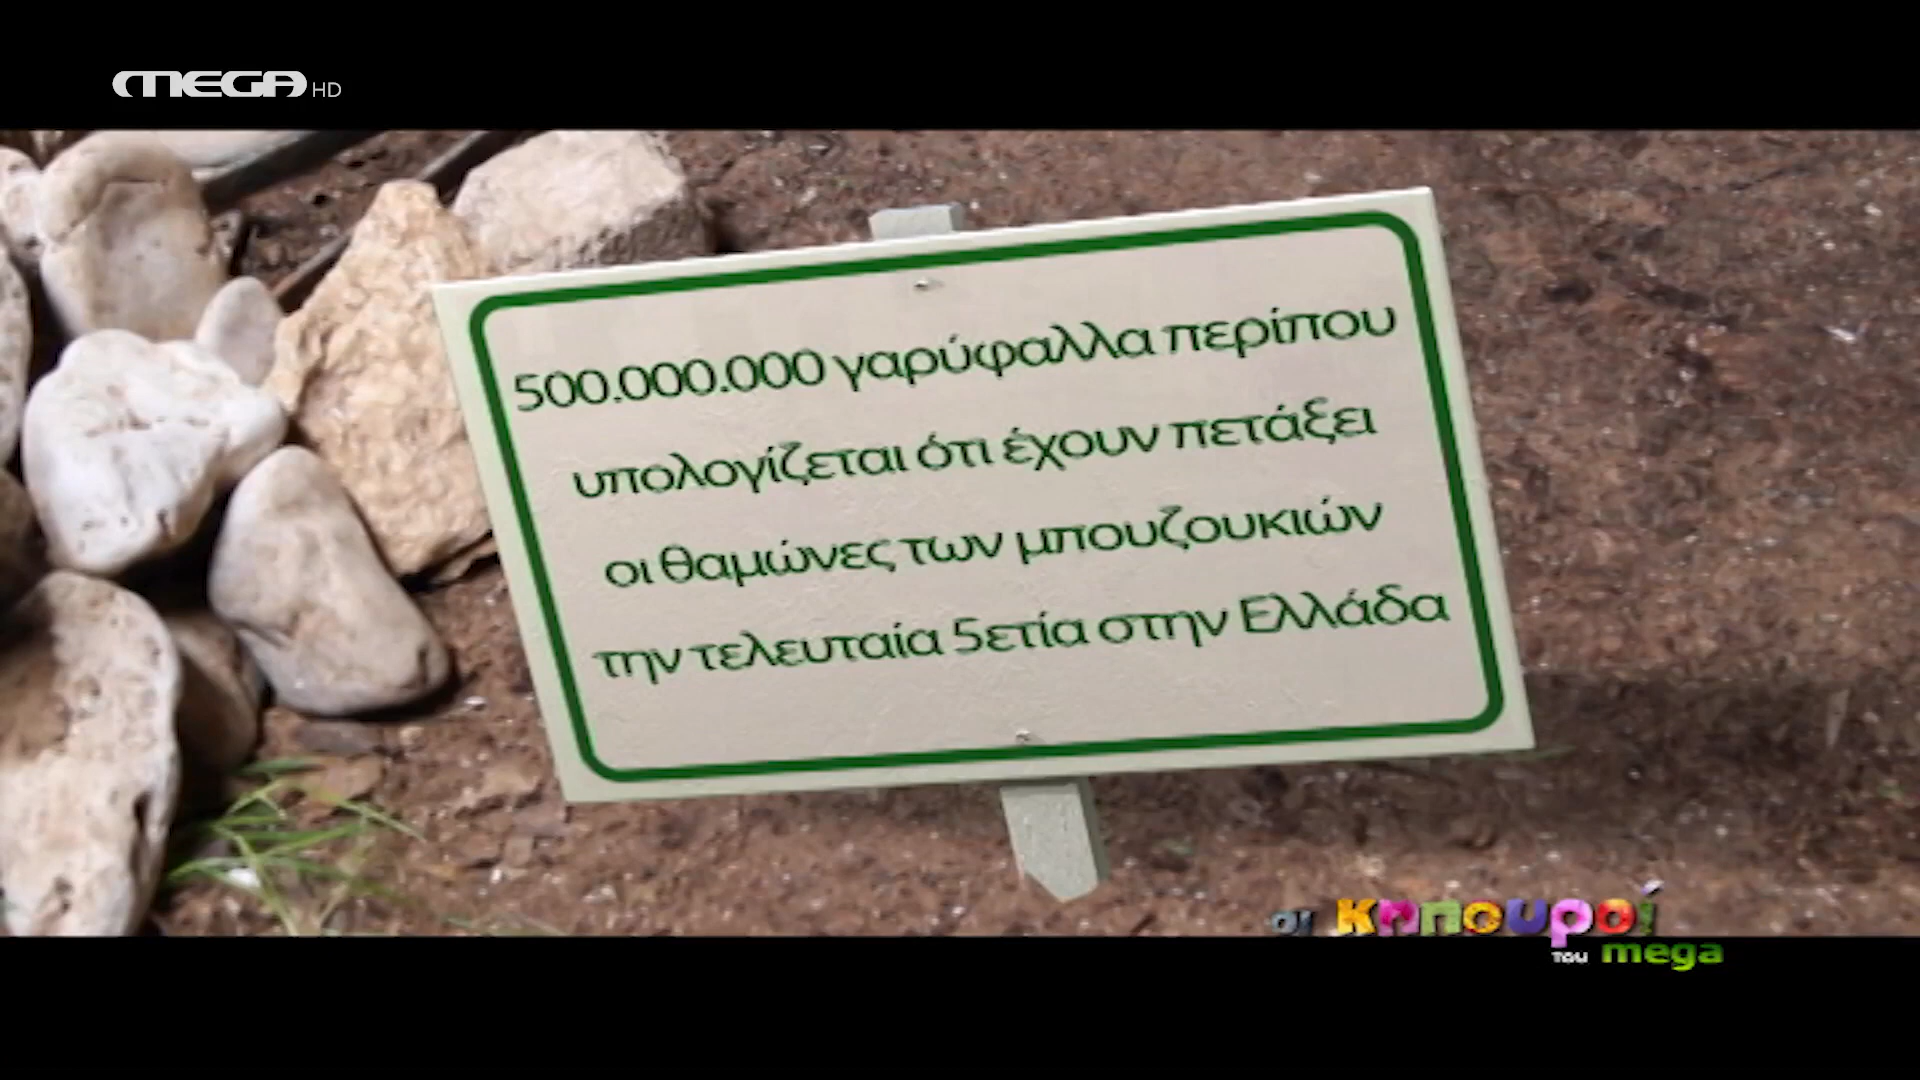 MEGA HD
500.000.000 γαρύφαλλα περίπου
υπολογίζεται ότι έχουν πετάξει
οι θαμώνες των μπουζουκιών
την τελευταία 5ετία στην Ελλάδα
οι κηπουροί
του mega